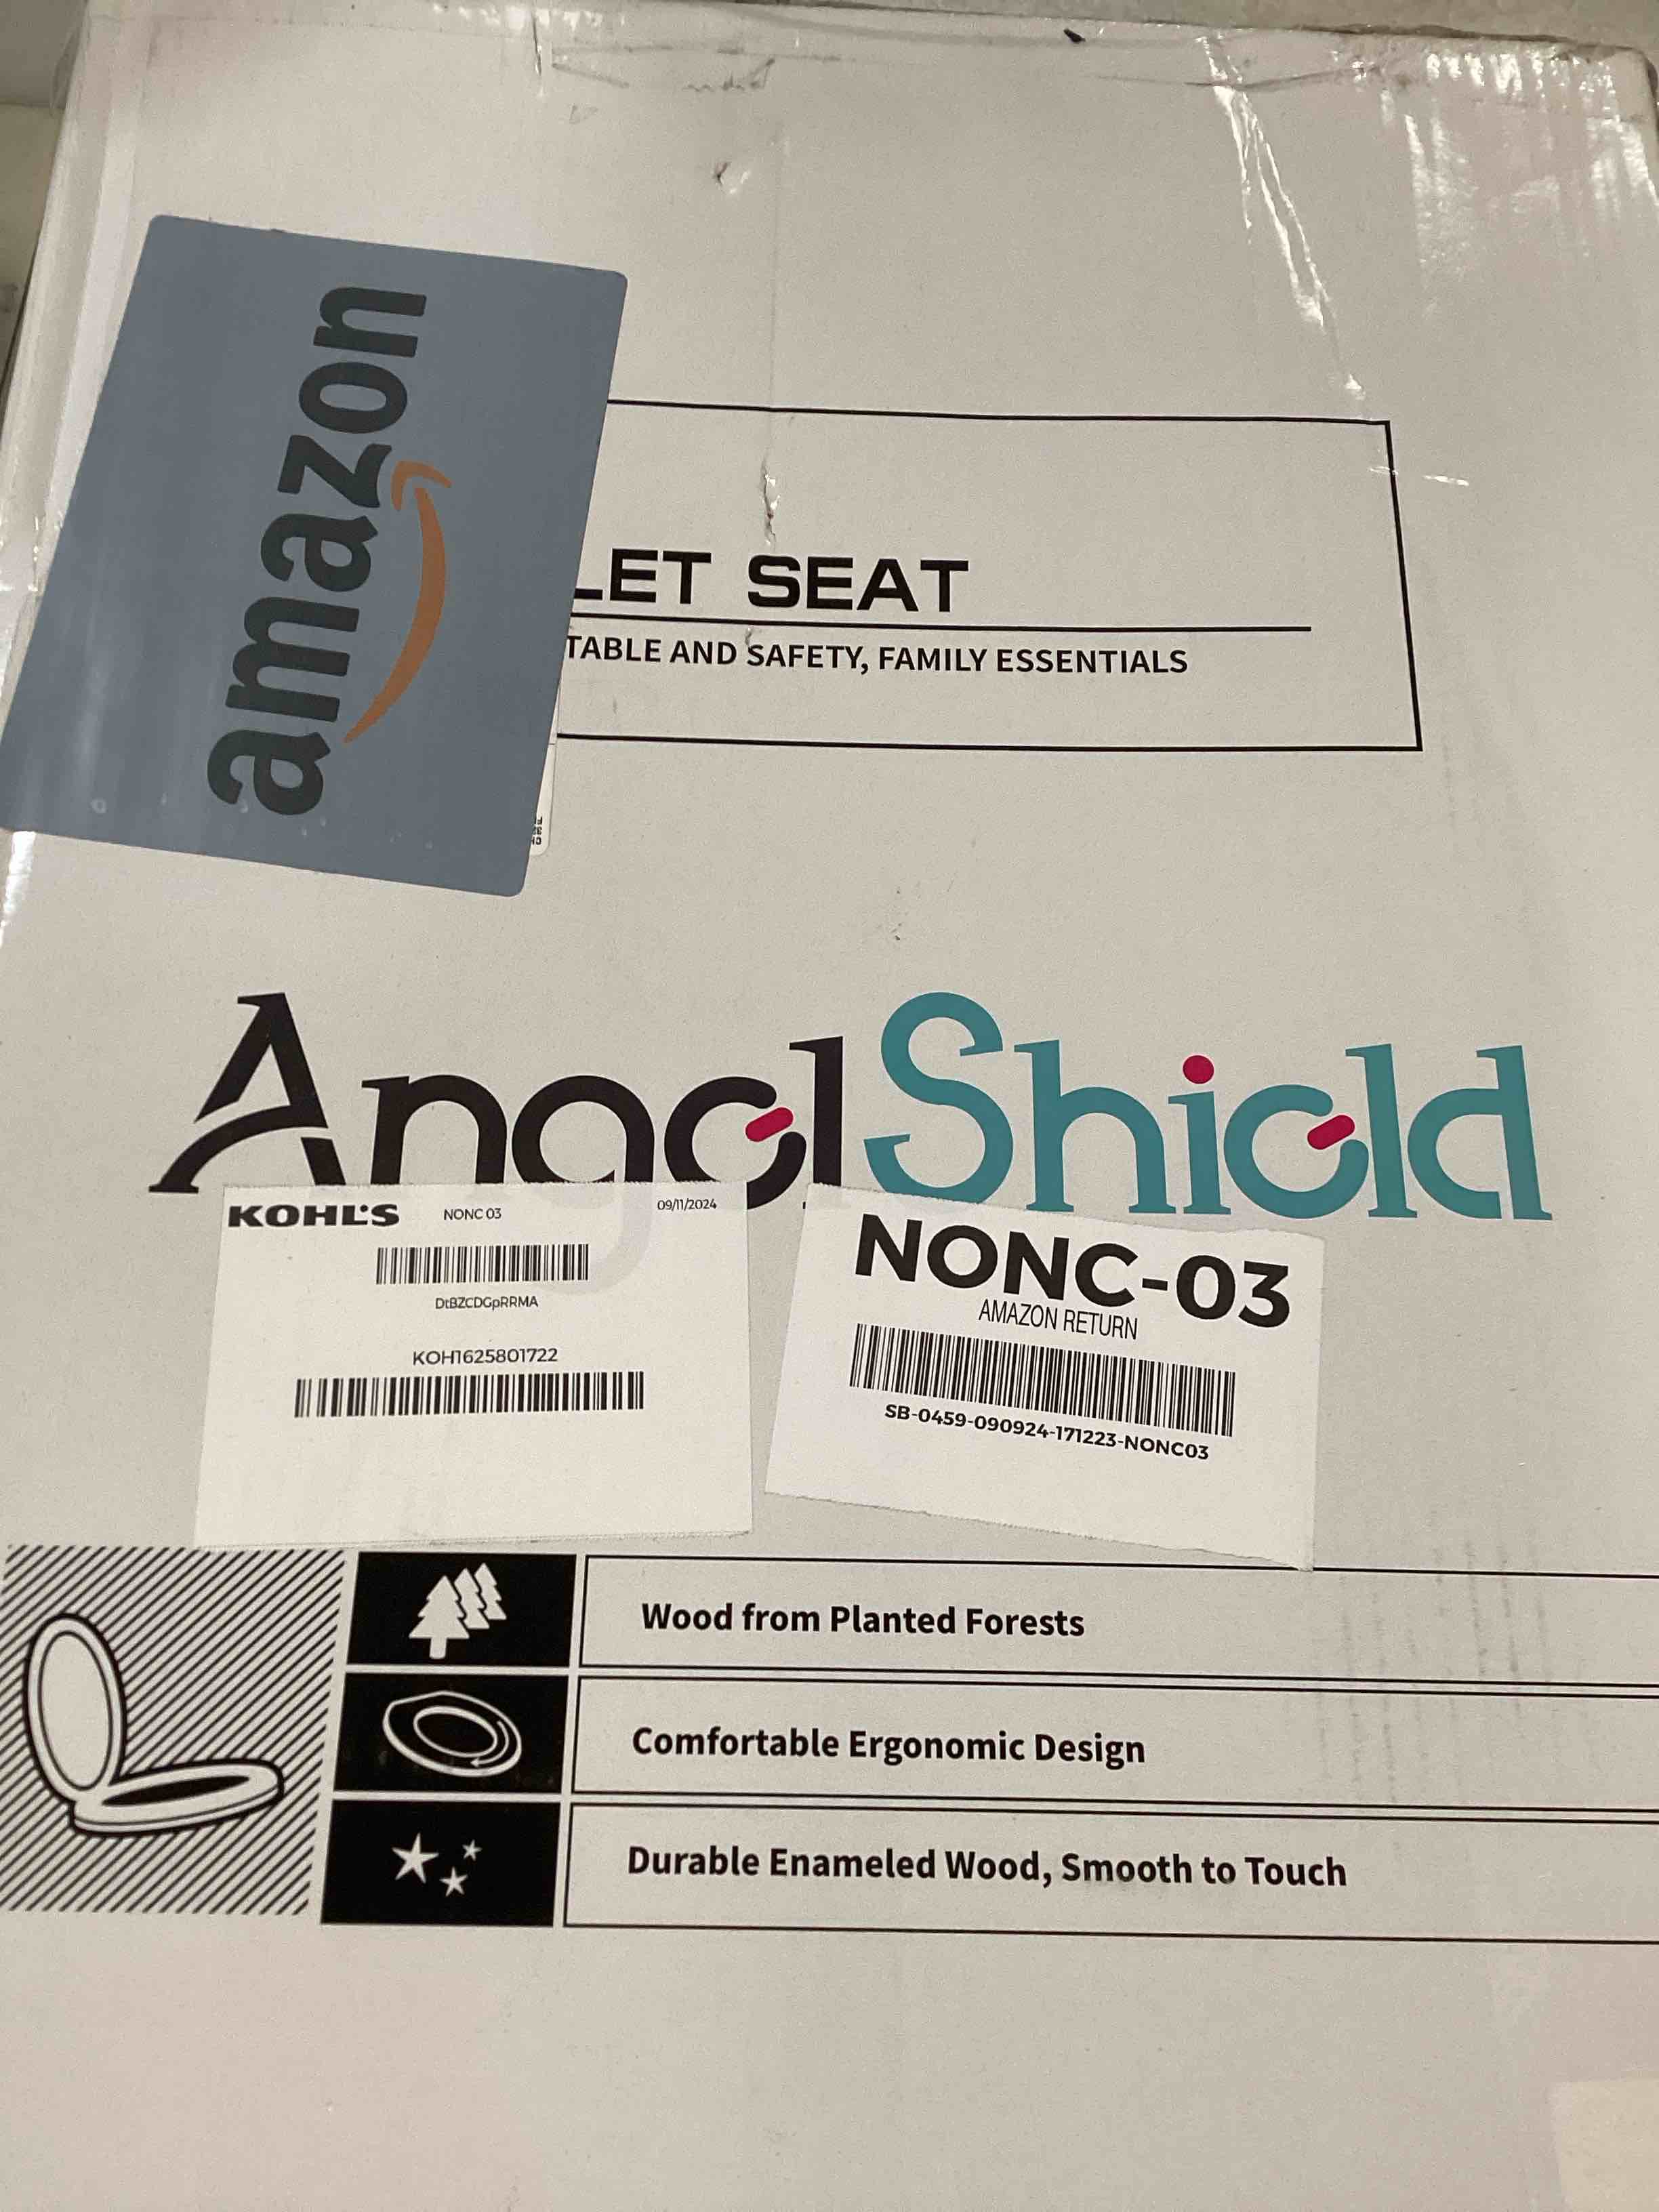 amazon
LET SEAT
TABLE AND SAFETY, FAMILY ESSENTIALS
AngelShield
KOHL'S NONC 03 09/11/2024
DtBZCDGpRRMA
KOH1625801722
NONC-03
AMAZON RETURN
SB-0459-090924-171223-NONC03
Wood from Planted Forests
Comfortable Ergonomic Design
Durable Enameled Wood, Smooth to Touch